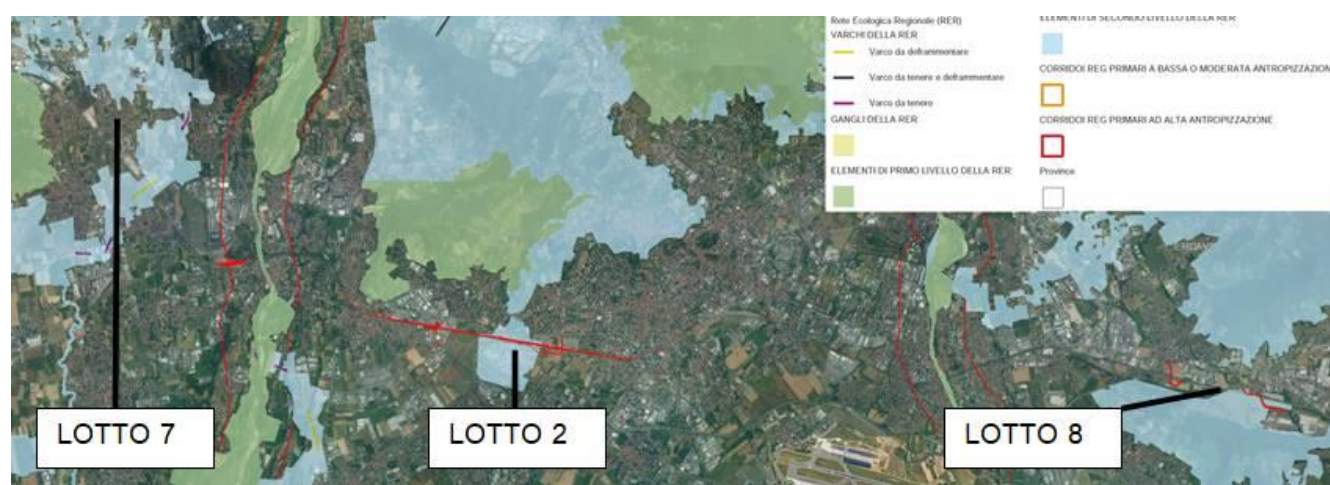 Rete Ecologica Regionale (RER)
VARCHI DELLA RER
Varco da deframmentare
Varco da tenere e deframmentare
Varco da tenere
GANGLI DELLA RER
ELEMENTI DI PRIMO LIVELLO DELLA RER
ELEMENTI DI SECONDO LIVELLO DELLA RER
CORRIDOI REG PRIMARI A BASSA O MODERATA ANTROPIZZAZION
CORRIDOI REG PRIMARI AD ALTA ANTROPIZZAZIONE
Province
LOTTO 7
LOTTO 2
LOTTO 8